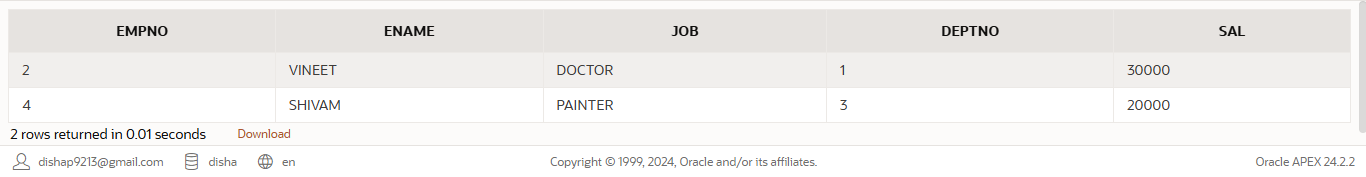 EMPNO ENAME JOB DEPTNO SAL
2 VINEET DOCTOR 1 30000
4 SHIVAM PAINTER 3 20000
2 rows returned in 0.01 seconds Download
dishap9213@gmail.com disha en Copyright © 1999, 2024, Oracle and/or its affiliates. Oracle APEX 24.2.2